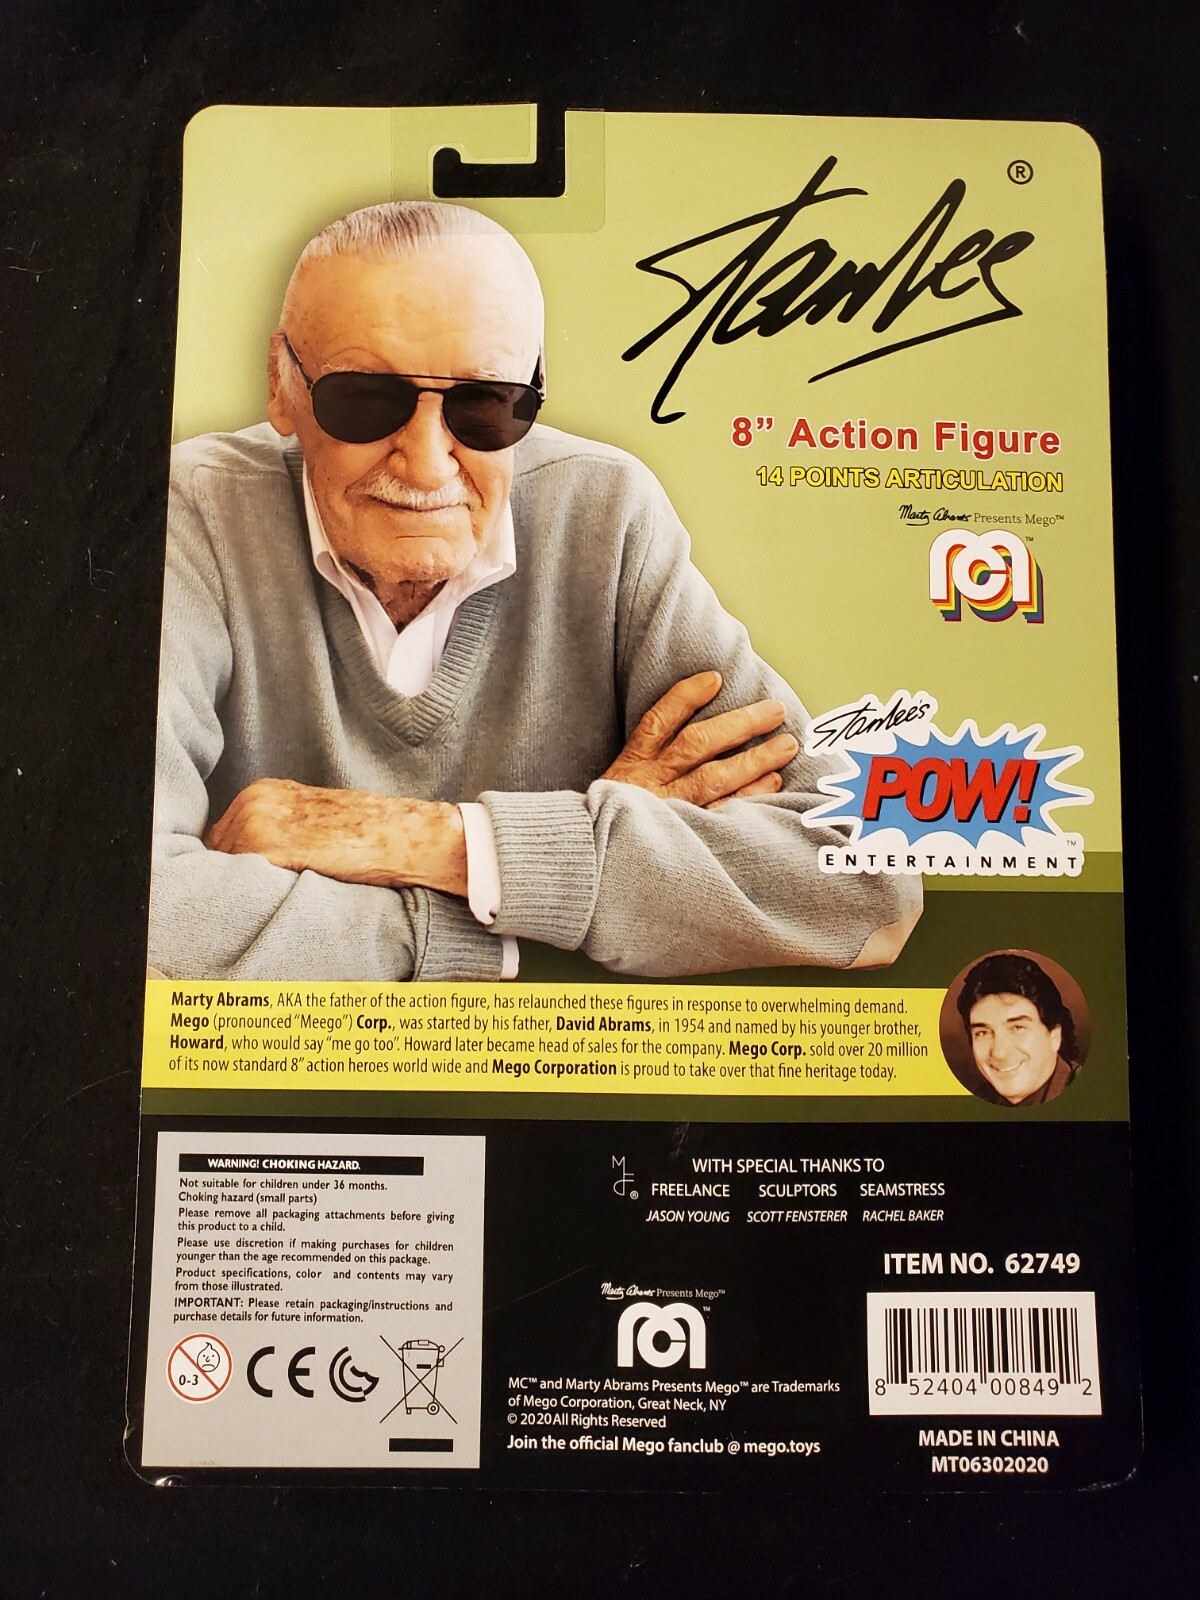 Stan Lee ®
8” Action Figure
14 POINTS ARTICULATION
Marty Abrams Presents Mego™
MC™
Stan Lee's
POW!
™
ENTERTAINMENT
Marty Abrams, AKA the father of the action figure, has relaunched these figures in response to overwhelming demand.
Mego (pronounced “Meego”) Corp., was started by his father, David Abrams, in 1954 and named by his younger brother,
Howard, who would say “me go too”. Howard later became head of sales for the company. Mego Corp. sold over 20 million
of its now standard 8” action heroes world wide and Mego Corporation is proud to take over that fine heritage today.
WARNING! CHOKING HAZARD.
Not suitable for children under 36 months.
Choking hazard (small parts)
Please remove all packaging attachments before giving
this product to a child.
Please use discretion if making purchases for children
younger than the age recommended on this package.
Product specifications, color and contents may vary
from those illustrated.
IMPORTANT: Please retain packaging/instructions and
purchase details for future information.
0-3
CE
WITH SPECIAL THANKS TO
®
FREELANCE SCULPTORS SEAMSTRESS
JASON YOUNG SCOTT FENSTERER RACHEL BAKER
Marty Abrams Presents Mego™
MC™
MC™ and Marty Abrams Presents Mego™ are Trademarks
of Mego Corporation, Great Neck, NY
© 2020 All Rights Reserved
Join the official Mego fanclub @ mego.toys
ITEM NO. 62749
8 52404 00849 2
MADE IN CHINA
MT06302020